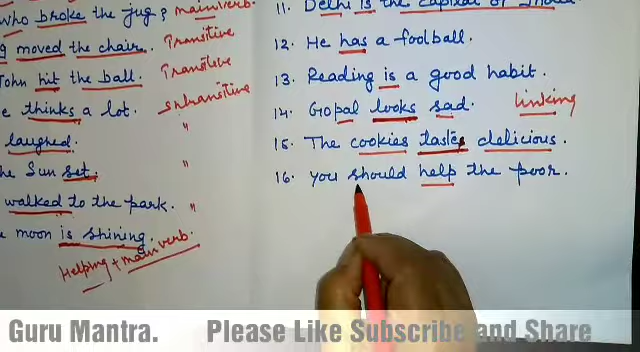 Who broke the jug? main verb.
moved the chair. Transitive
John hit the ball. Transitive
thinks a lot. Intransitive
laughed. "
the Sun set. "
walked to the park. "
moon is shining.
Helping + main verb.
11. Delhi is the capital of India.
12. He has a football.
13. Reading is a good habit.
14. Gopal looks sad. linking
15. The cookies tastes delicious.
16. You should help the poor.
Guru Mantra. Please Like Subscribe and Share